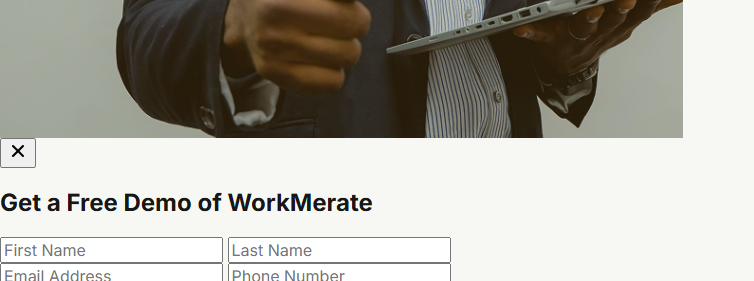 Get a Free Demo of WorkMerate
First Name Last Name
Email Address Phone Number